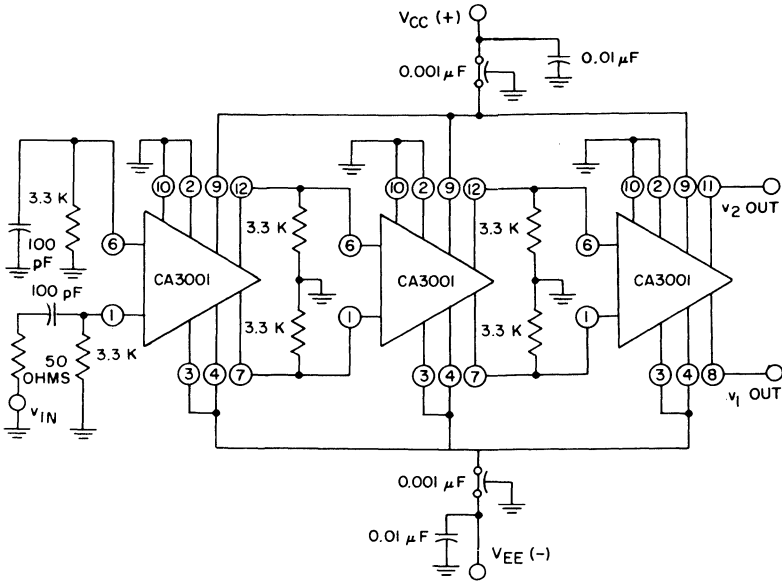 V_CC (+)
0.001 µF
0.01 µF
10 2 9 12
10 2 9 12
10 2 9 11
v2 OUT
3.3 K
100 pF
6
CA3001
3.3 K
6
CA3001
3.3 K
6
CA3001
100 pF
1
3.3 K
1
3.3 K
1
50 OHMS
3.3 K
3 4 7
3 4 7
3 4 8
v1 OUT
vIN
0.001 µF
0.01 µF
VEE (-)